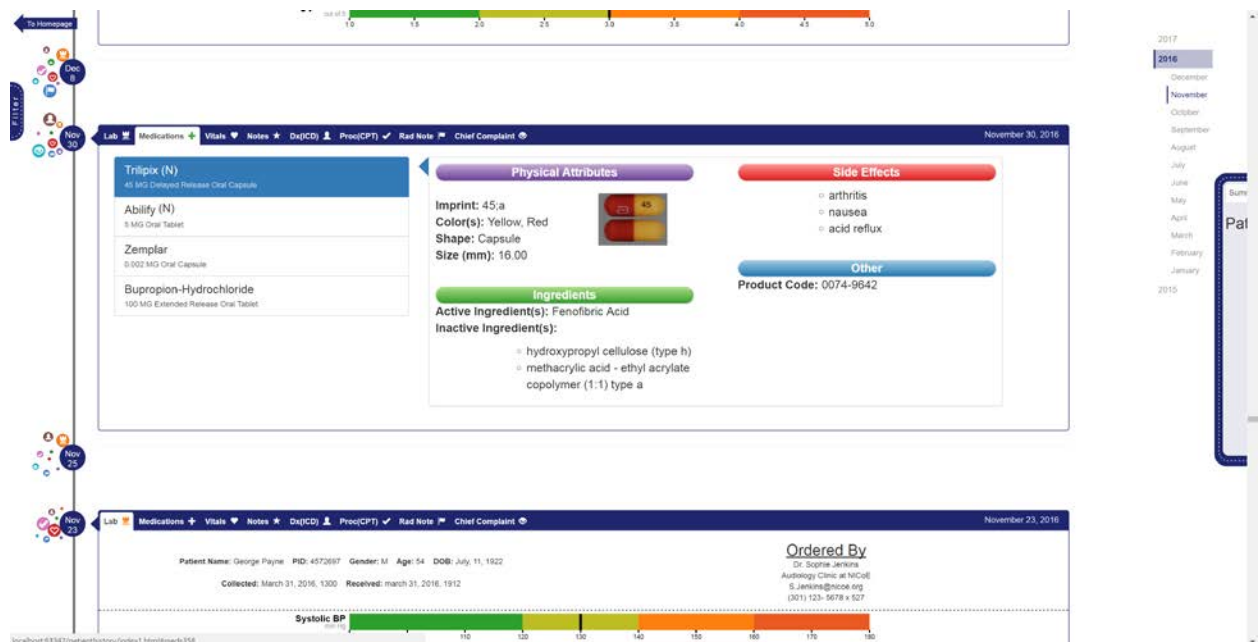 To Homepage
out of 5
1.0 1.5 2.0 2.5 3.0 3.5 4.0 4.5 5.0
Dec 8
Filter
Nov 30
Lab Medications Vitals Notes Dx(ICD) Proc(CPT) Rad Note Chief Complaint November 30, 2016
Trilipix (N)
45 MG Delayed Release Oral Capsule
Abilify (N)
5 MG Oral Tablet
Zemplar
0.002 MG Oral Capsule
Bupropion-Hydrochloride
100 MG Extended Release Oral Tablet
Physical Attributes
Imprint: 45;a
Color(s): Yellow, Red
Shape: Capsule
Size (mm): 16.00
a 45
Ingredients
Active Ingredient(s): Fenofibric Acid
Inactive Ingredient(s):
hydroxypropyl cellulose (type h)
methacrylic acid - ethyl acrylate
copolymer (1:1) type a
Side Effects
arthritis
nausea
acid reflux
Other
Product Code: 0074-9642
2017
2016
December
November
October
September
August
July
June
May
April
March
February
January
2015
Sum
Pat
Nov 25
Nov 23
Lab Medications Vitals Notes Dx(ICD) Proc(CPT) Rad Note Chief Complaint November 23, 2016
Patient Name: George Payne PID: 4572697 Gender: M Age: 54 DOB: July, 11, 1922
Collected: March 31, 2016, 1300 Received: march 31, 2016, 1912
Ordered By
Dr. Sophie Jenkins
Audiology Clinic at NICoE
S.Jenkins@nicoe.org
(301) 123- 5678 x 527
Systolic BP
mm Hg
110 120 130 140 150 160 170 180